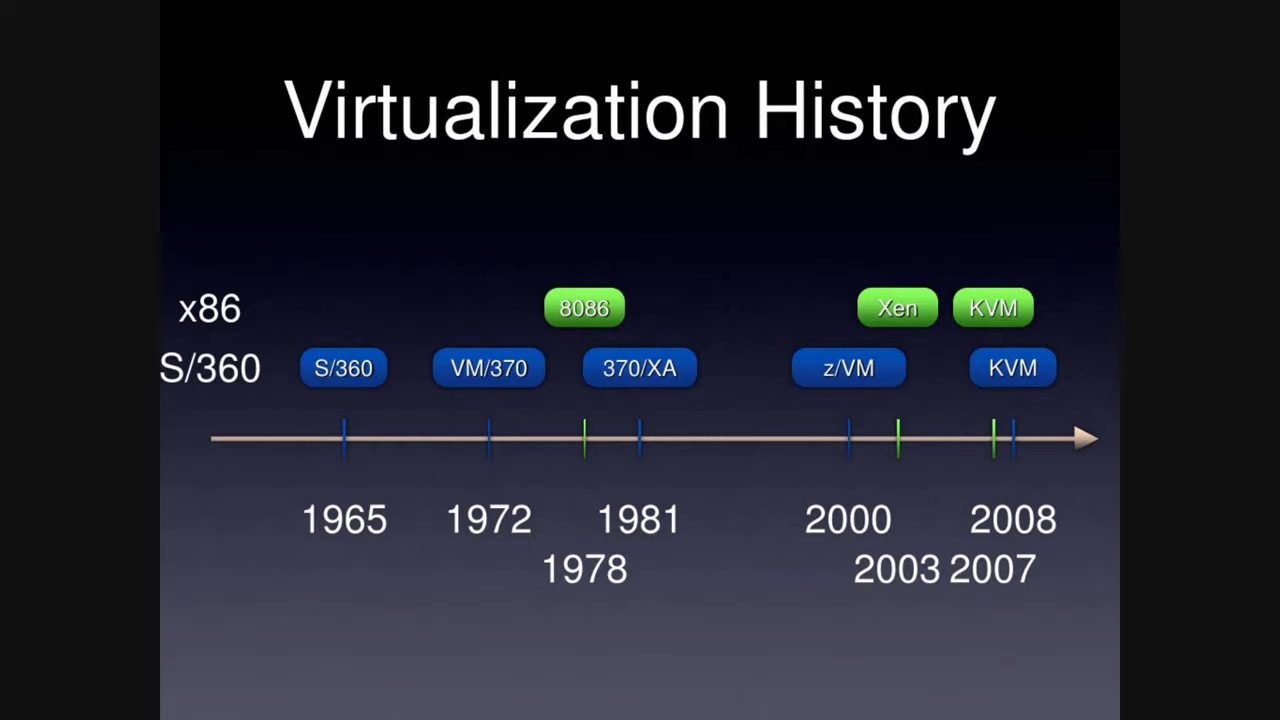 Virtualization History
x86 8086 Xen KVM
S/360 S/360 VM/370 370/XA z/VM KVM
1965 1972 1981 2000 2008
1978 2003 2007